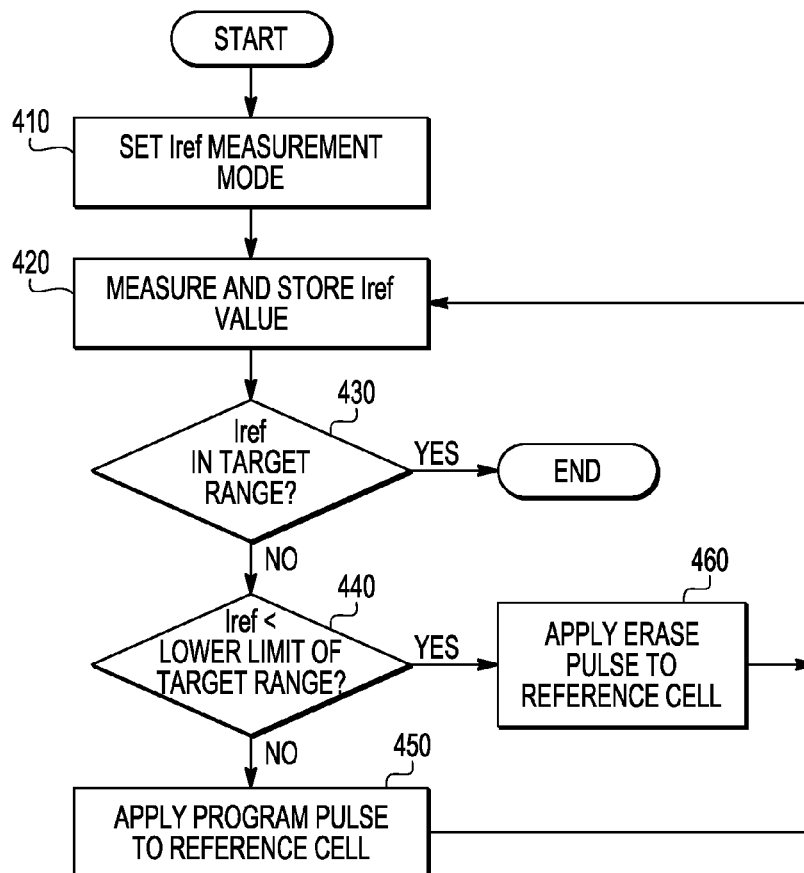 START
410
SET Iref MEASUREMENT
MODE
420
MEASURE AND STORE Iref
VALUE
430
Iref
IN TARGET
RANGE?
YES
END
NO
440
Iref <
LOWER LIMIT OF
TARGET RANGE?
YES
460
APPLY ERASE
PULSE TO
REFERENCE CELL
NO
450
APPLY PROGRAM PULSE
TO REFERENCE CELL